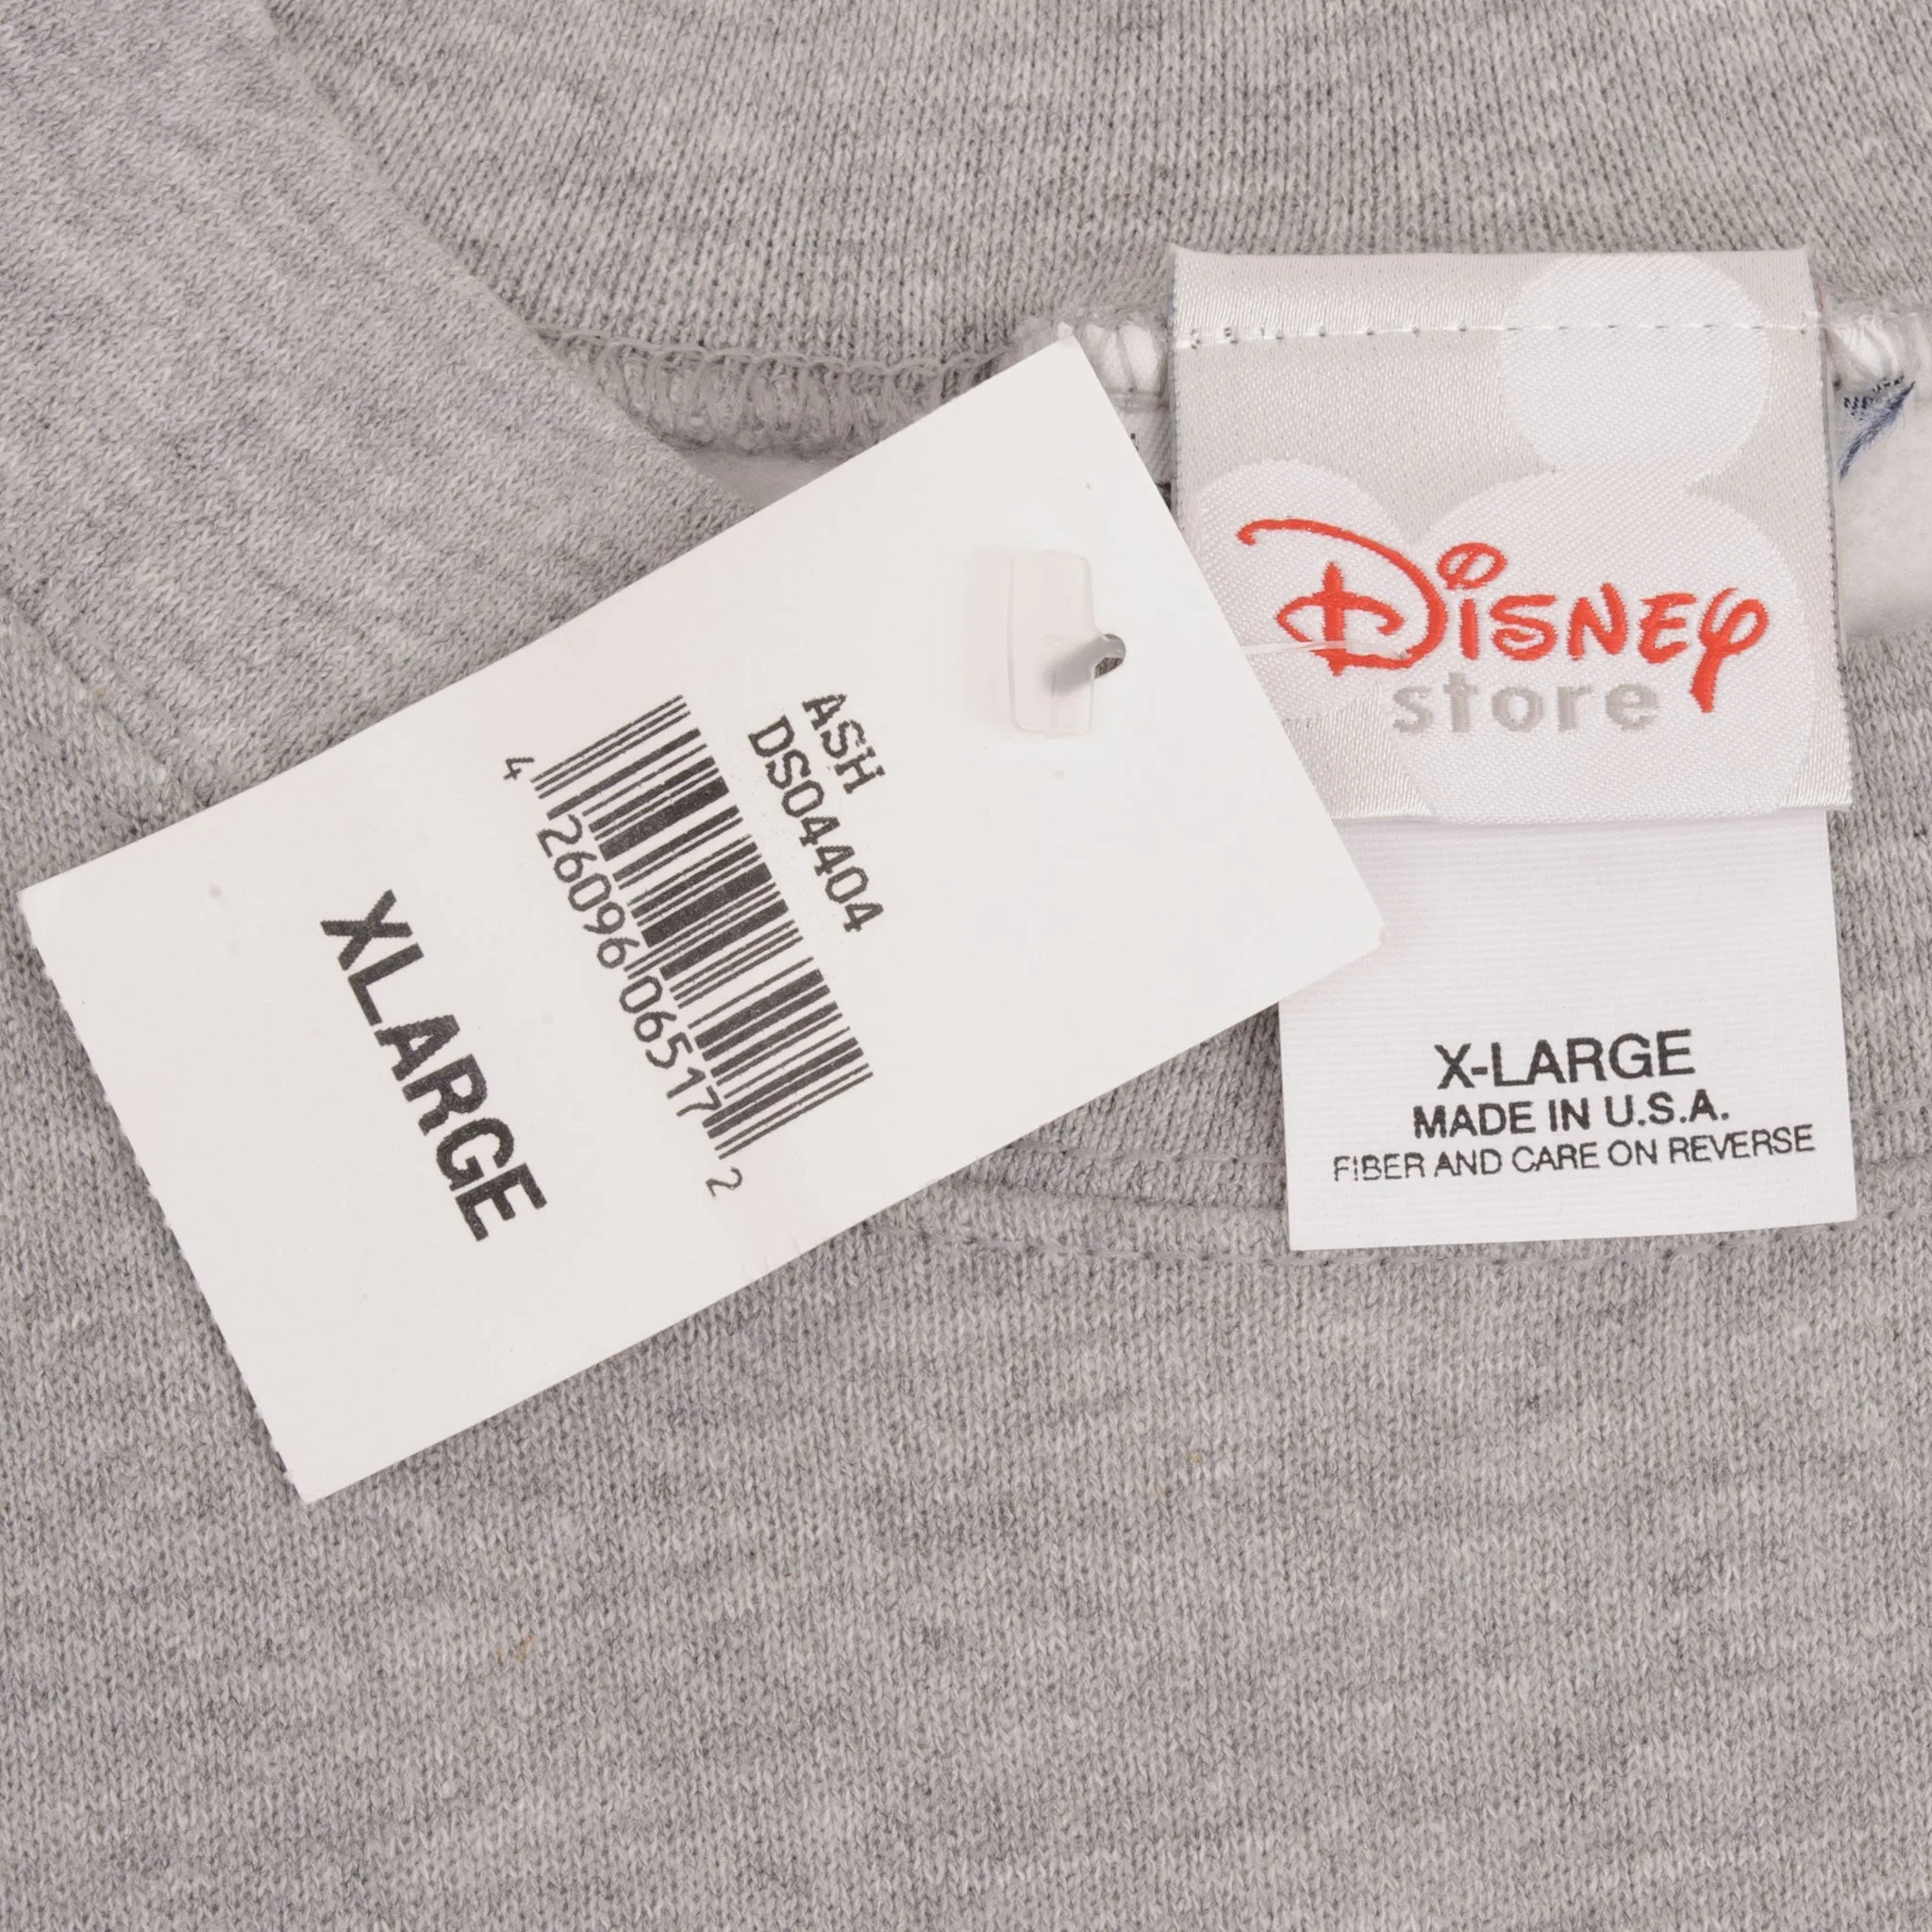 ASH
DS04404
4 26096 06517 2
XLARGE
Disney
store
X-LARGE
MADE IN U.S.A.
FIBER AND CARE ON REVERSE